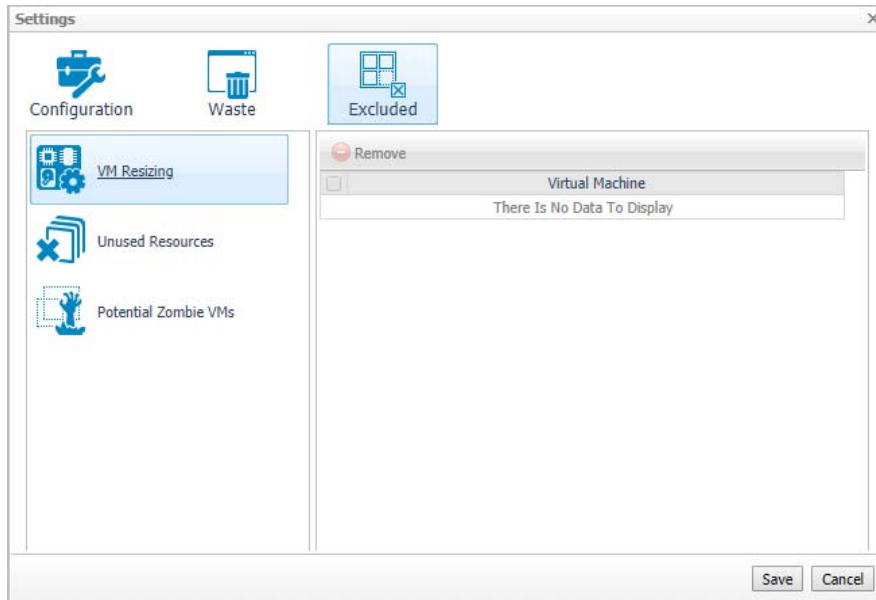 Settings
Configuration
Waste
Excluded
VM Resizing
Unused Resources
Potential Zombie VMs
Remove
Virtual Machine
There Is No Data To Display
Save
Cancel